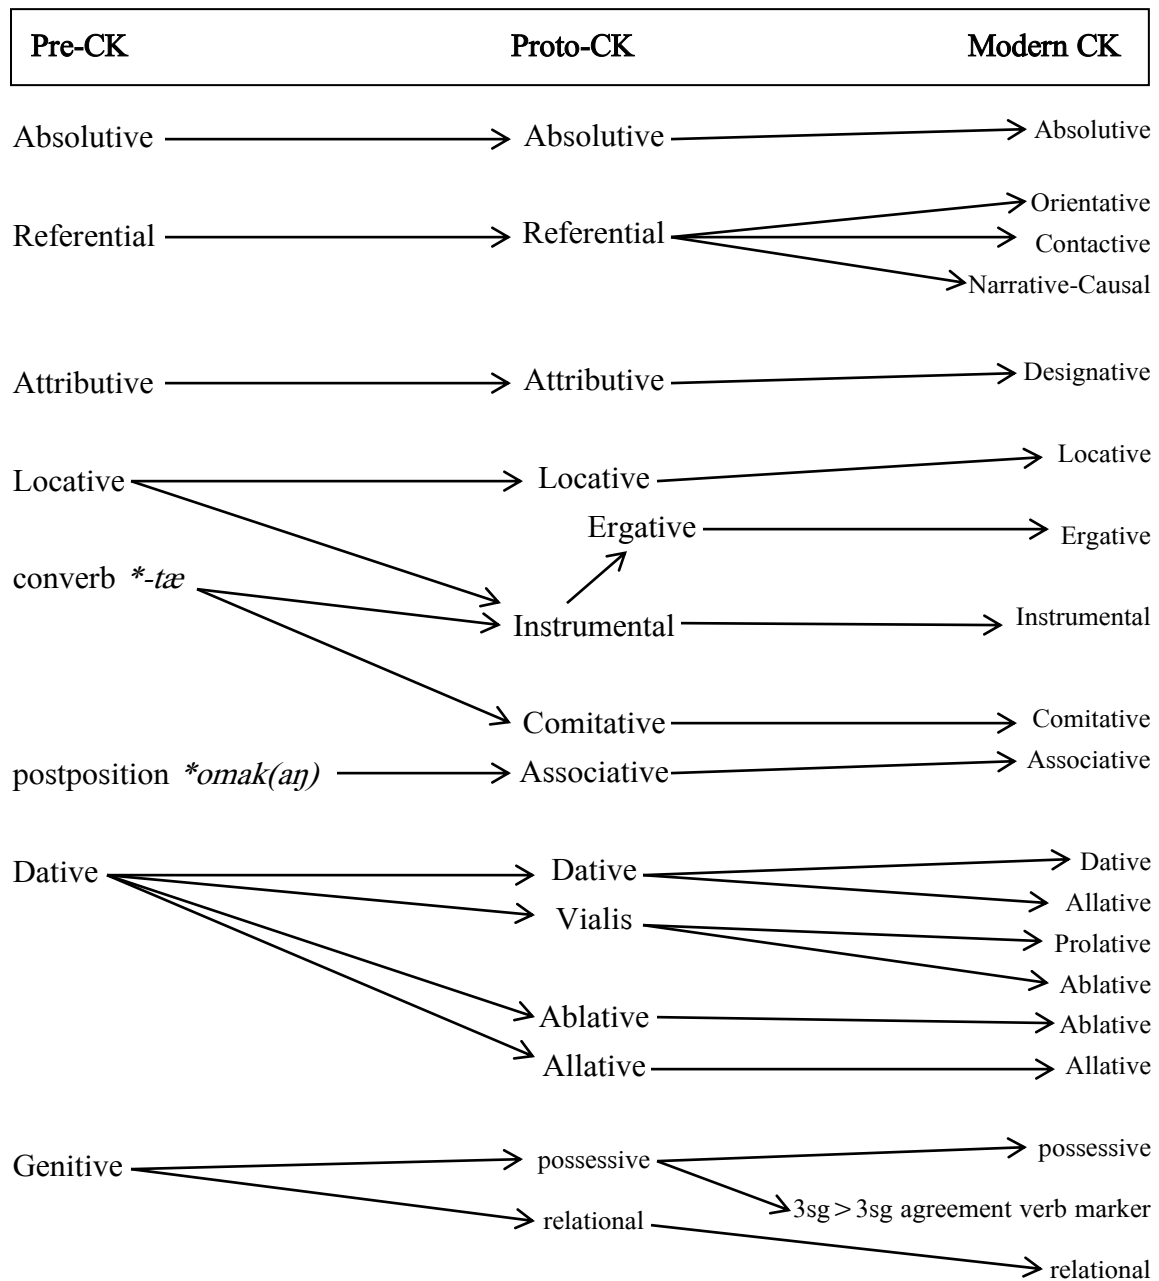 Pre-CK Proto-CK Modern CK
Absolutive Absolutive Absolutive
Orientative
Referential Referential Contactive
Narrative-Causal
Attributive Attributive Designative
Locative Locative Locative
Ergative Ergative
converb *-tæ
Instrumental Instrumental
Comitative Comitative
postposition *omak(aŋ) Associative Associative
Dative Dative Dative
Allative
Vialis Prolative
Ablative
Ablative Ablative
Allative Allative
Genitive possessive possessive
3sg > 3sg agreement verb marker
relational
relational